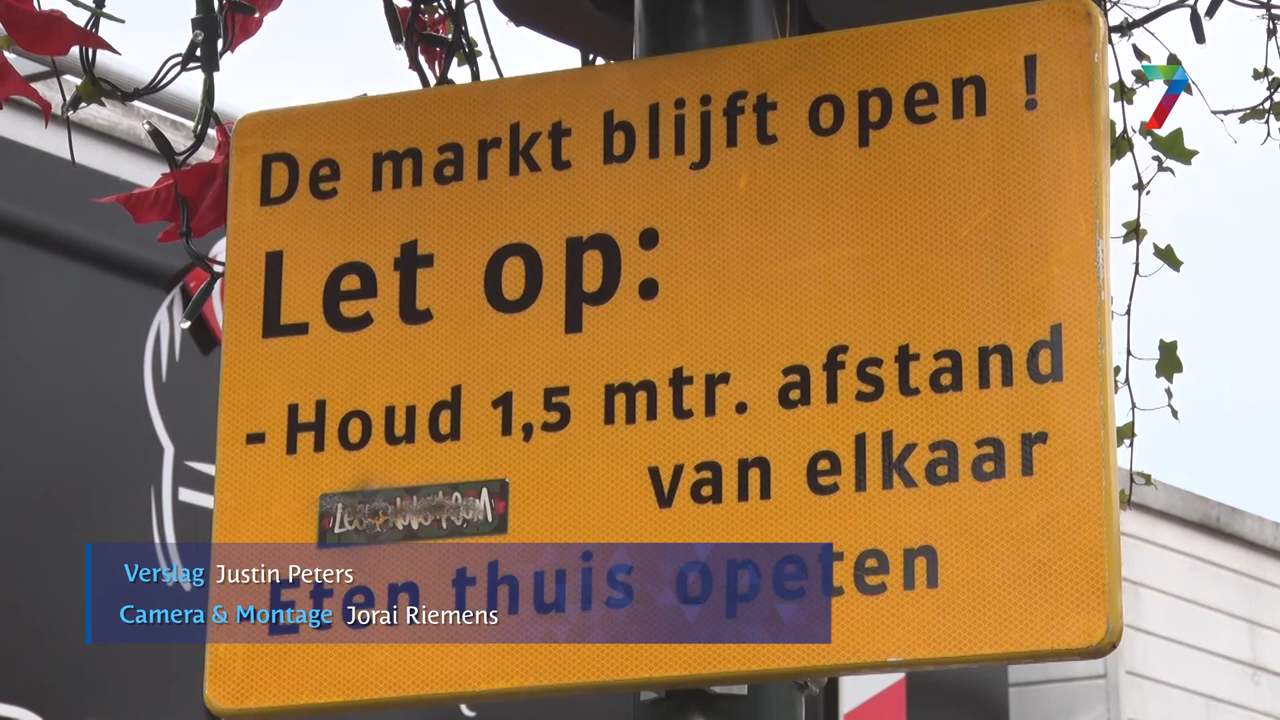 De markt blijft open !
7
Let op:
- Houd 1,5 mtr. afstand
van elkaar
- Eten thuis opeten
Verslag Justin Peters
Camera & Montage Jorai Riemens